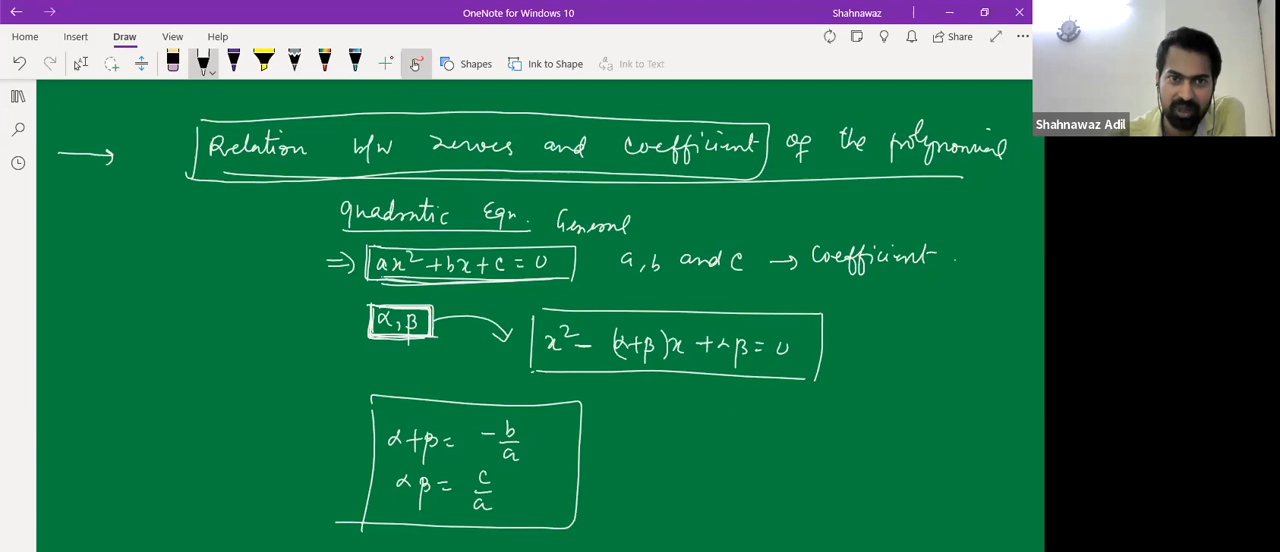 OneNote for Windows 10
Shahnawaz
Home Insert Draw View Help
Share
Shapes Ink to Shape Ink to Text
Shahnawaz Adil
Relation b/w zeroes and coefficient of the polynomial
quadratic Eqn. General
⇒ ax² + bx + c = 0 a, b and c → coefficient.
α, β
x² - (α+β)x + αβ = 0
α+β = - b/a
αβ = c/a